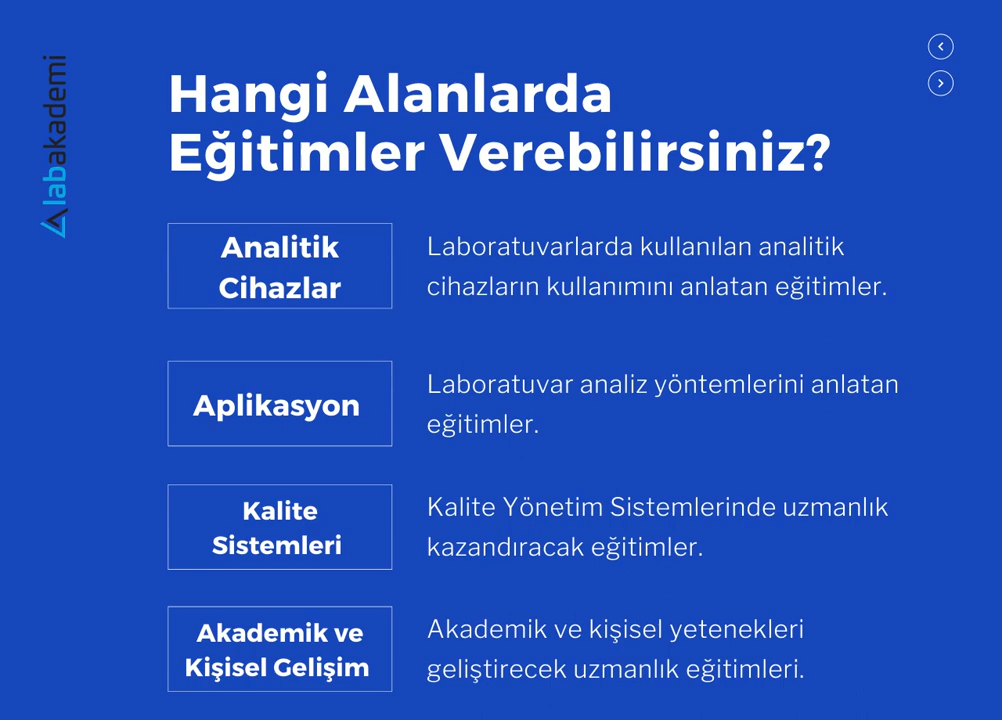 labakademi
Hangi Alanlarda
Eğitimler Verebilirsiniz?
Analitik
Cihazlar
Laboratuvarlarda kullanılan analitik
cihazların kullanımını anlatan eğitimler.
Aplikasyon
Laboratuvar analiz yöntemlerini anlatan
eğitimler.
Kalite
Sistemleri
Kalite Yönetim Sistemlerinde uzmanlık
kazandıracak eğitimler.
Akademik ve
Kişisel Gelişim
Akademik ve kişisel yetenekleri
geliştirecek uzmanlık eğitimleri.